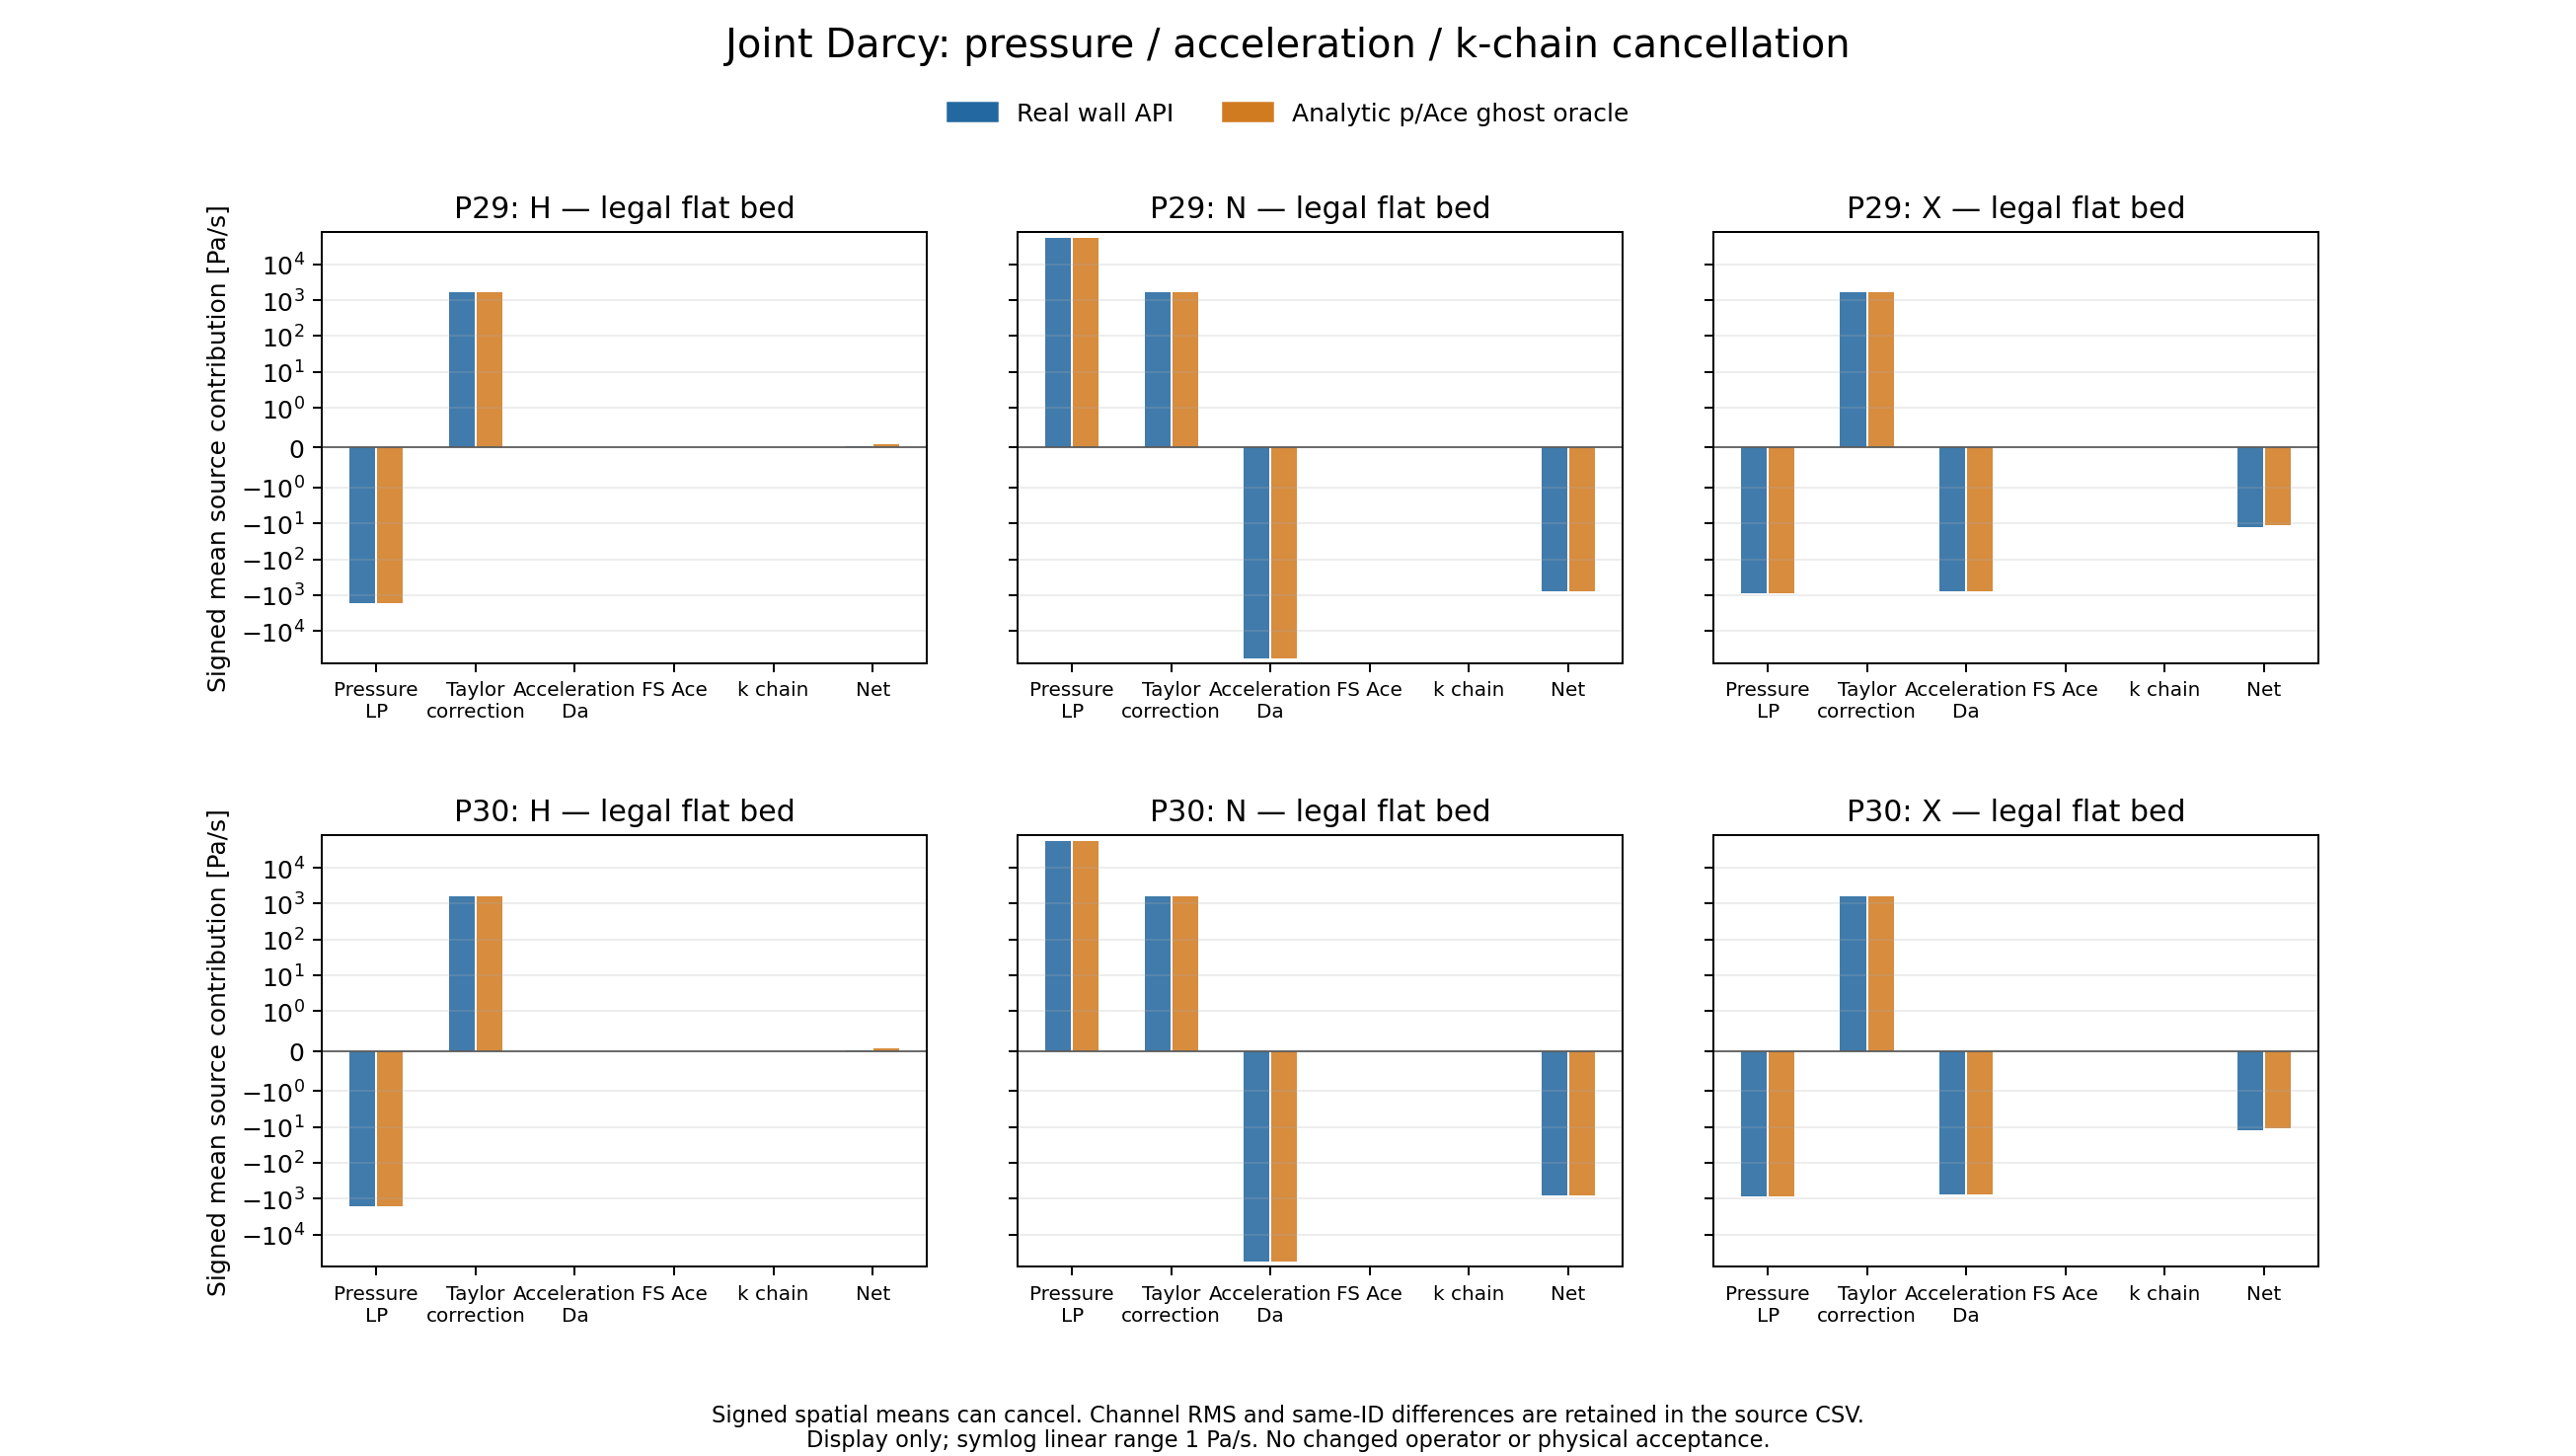 Joint Darcy: pressure / acceleration / k-chain cancellation
Real wall API
Analytic p/Ace ghost oracle
P29: H — legal flat bed
P29: N — legal flat bed
P29: X — legal flat bed
Signed mean source contribution [Pa/s]
10⁴
10³
10²
10¹
10⁰
0
−10⁰
−10¹
−10²
−10³
−10⁴
Pressure LP
Taylor correction
Acceleration Da
FS Ace
k chain
Net
Pressure LP
Taylor correction
Acceleration Da
FS Ace
k chain
Net
Pressure LP
Taylor correction
Acceleration Da
FS Ace
k chain
Net
P30: H — legal flat bed
P30: N — legal flat bed
P30: X — legal flat bed
Signed mean source contribution [Pa/s]
10⁴
10³
10²
10¹
10⁰
0
−10⁰
−10¹
−10²
−10³
−10⁴
Pressure LP
Taylor correction
Acceleration Da
FS Ace
k chain
Net
Pressure LP
Taylor correction
Acceleration Da
FS Ace
k chain
Net
Pressure LP
Taylor correction
Acceleration Da
FS Ace
k chain
Net
Signed spatial means can cancel. Channel RMS and same-ID differences are retained in the source CSV.
Display only; symlog linear range 1 Pa/s. No changed operator or physical acceptance.